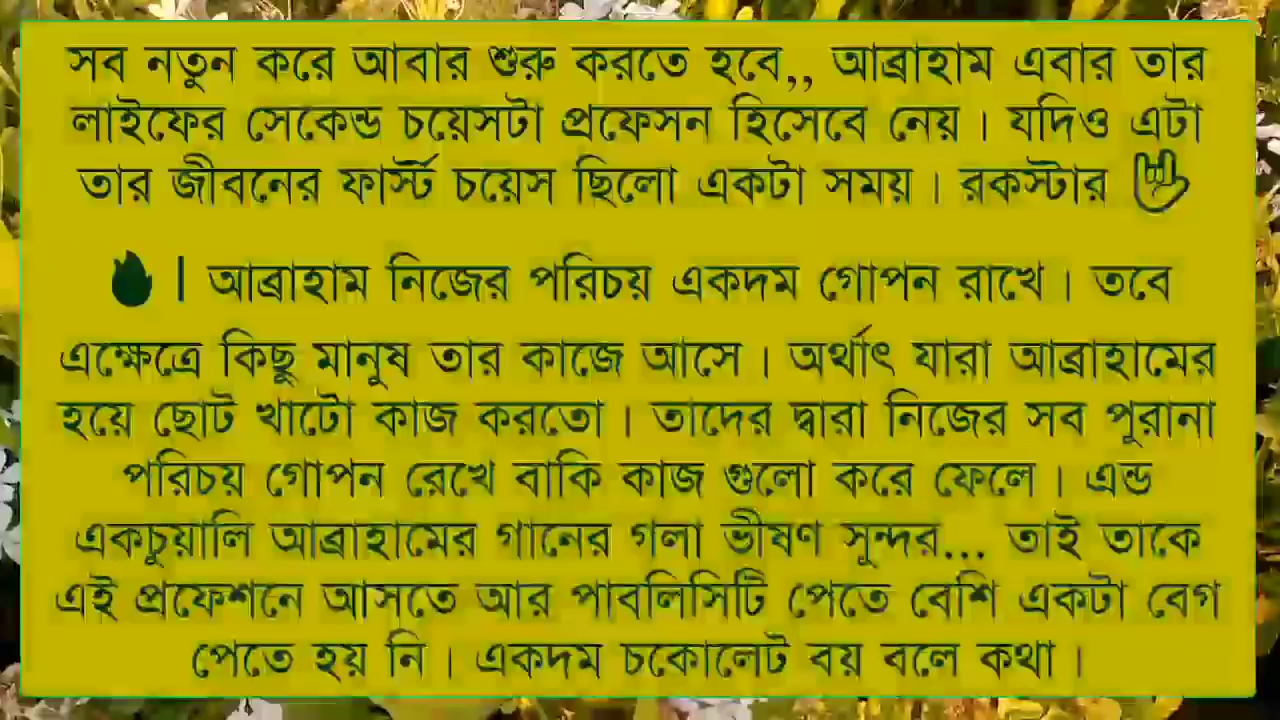 সব নতুন করে আবার শুরু করতে হবে,, আব্রাহাম এবার তার
লাইফের সেকেন্ড চয়েসটা প্রফেসন হিসেবে নেয়। যদিও এটা
তার জীবনের ফার্স্ট চয়েস ছিলো একটা সময়। রকস্টার 🤘
🔥। আব্রাহাম নিজের পরিচয় একদম গোপন রাখে। তবে
এক্ষেত্রে কিছু মানুষ তার কাজে আসে। অর্থাৎ যারা আব্রাহামের
হয়ে ছোট খাটো কাজ করতো। তাদের দ্বারা নিজের সব পুরানা
পরিচয় গোপন রেখে বাকি কাজ গুলো করে ফেলে। এন্ড
একচুয়ালি আব্রাহামের গানের গলা ভীষণ সুন্দর... তাই তাকে
এই প্রফেশনে আসতে আর পাবলিসিটি পেতে বেশি একটা বেগ
পেতে হয় নি। একদম চকোলেট বয় বলে কথা।